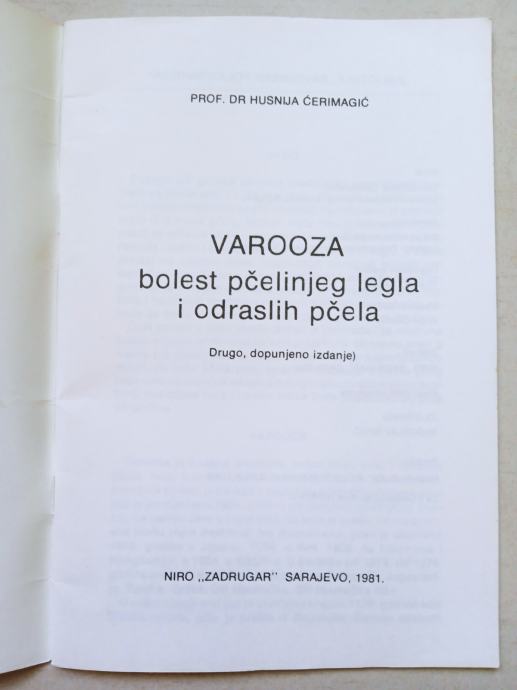 PROF. DR HUSNIJA ĆERIMAGIĆ
VAROOZA
bolest pčelinjeg legla
i odraslih pčela
Drugo, dopunjeno izdanje)
NIRO „ZADRUGAR" SARAJEVO, 1981.